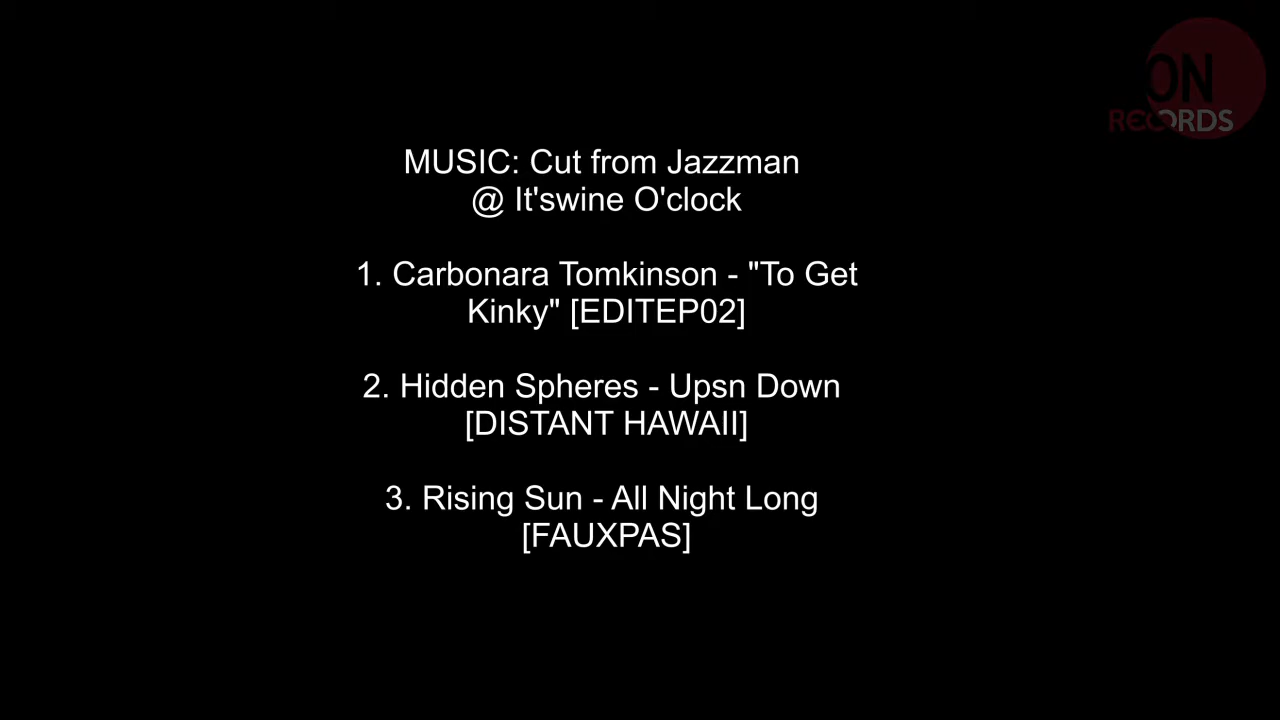 ON
RECORDS
MUSIC: Cut from Jazzman
@ It'swine O'clock
1. Carbonara Tomkinson - "To Get
Kinky" [EDITEP02]
2. Hidden Spheres - Upsn Down
[DISTANT HAWAII]
3. Rising Sun - All Night Long
[FAUXPAS]